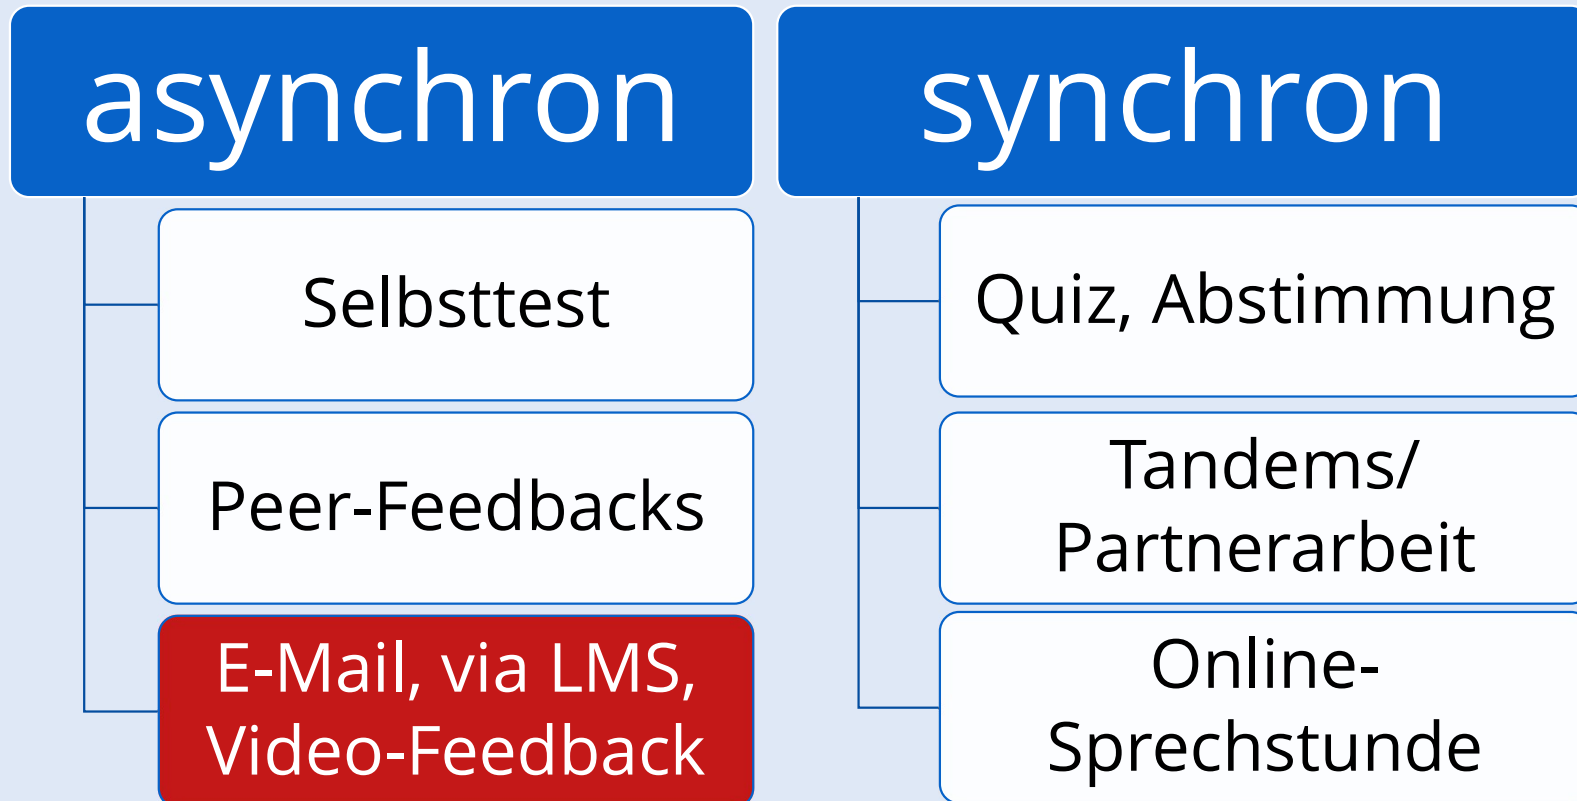 asynchron
Selbsttest
Peer-Feedbacks
E-Mail, via LMS,
Video-Feedback
synchron
Quiz, Abstimmung
Tandems/
Partnerarbeit
Online-
Sprechstunde